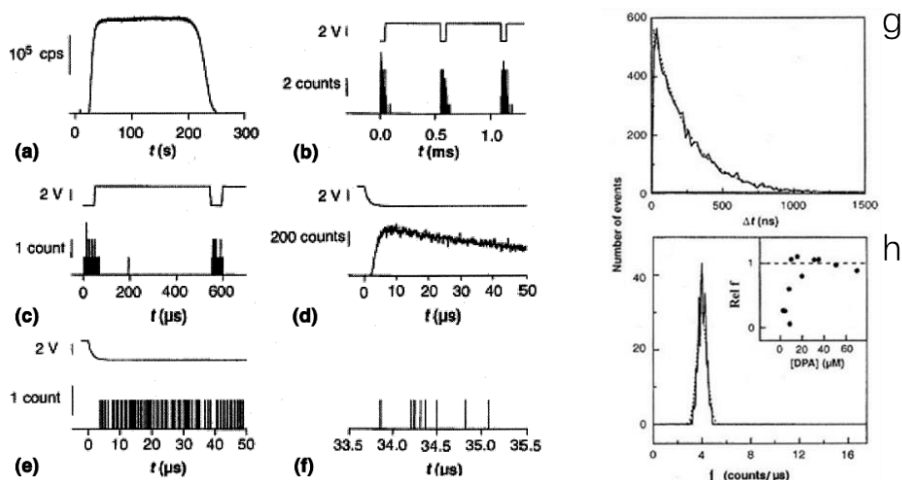 10⁵ cps
0 100 200 300
(a) t (s)
2 V
2 counts
0.0 0.5 1.0
(b) t (ms)
2 V
1 count
0 200 400 600
(c) t (µs)
2 V
200 counts
0 10 20 30 40 50
(d) t (µs)
2 V
1 count
0 10 20 30 40 50
(e) t (µs)
33.5 34.0 34.5 35.0 35.5
(f) t (µs)
g
600
400
200
0
0 500 1000 1500
Δt (ns)
Number of events
h
40
30
20
10
0
0 4 8 12 16
f (counts/µs)
1
0
Rel f
0 20 40 60
[DPA] (µM)